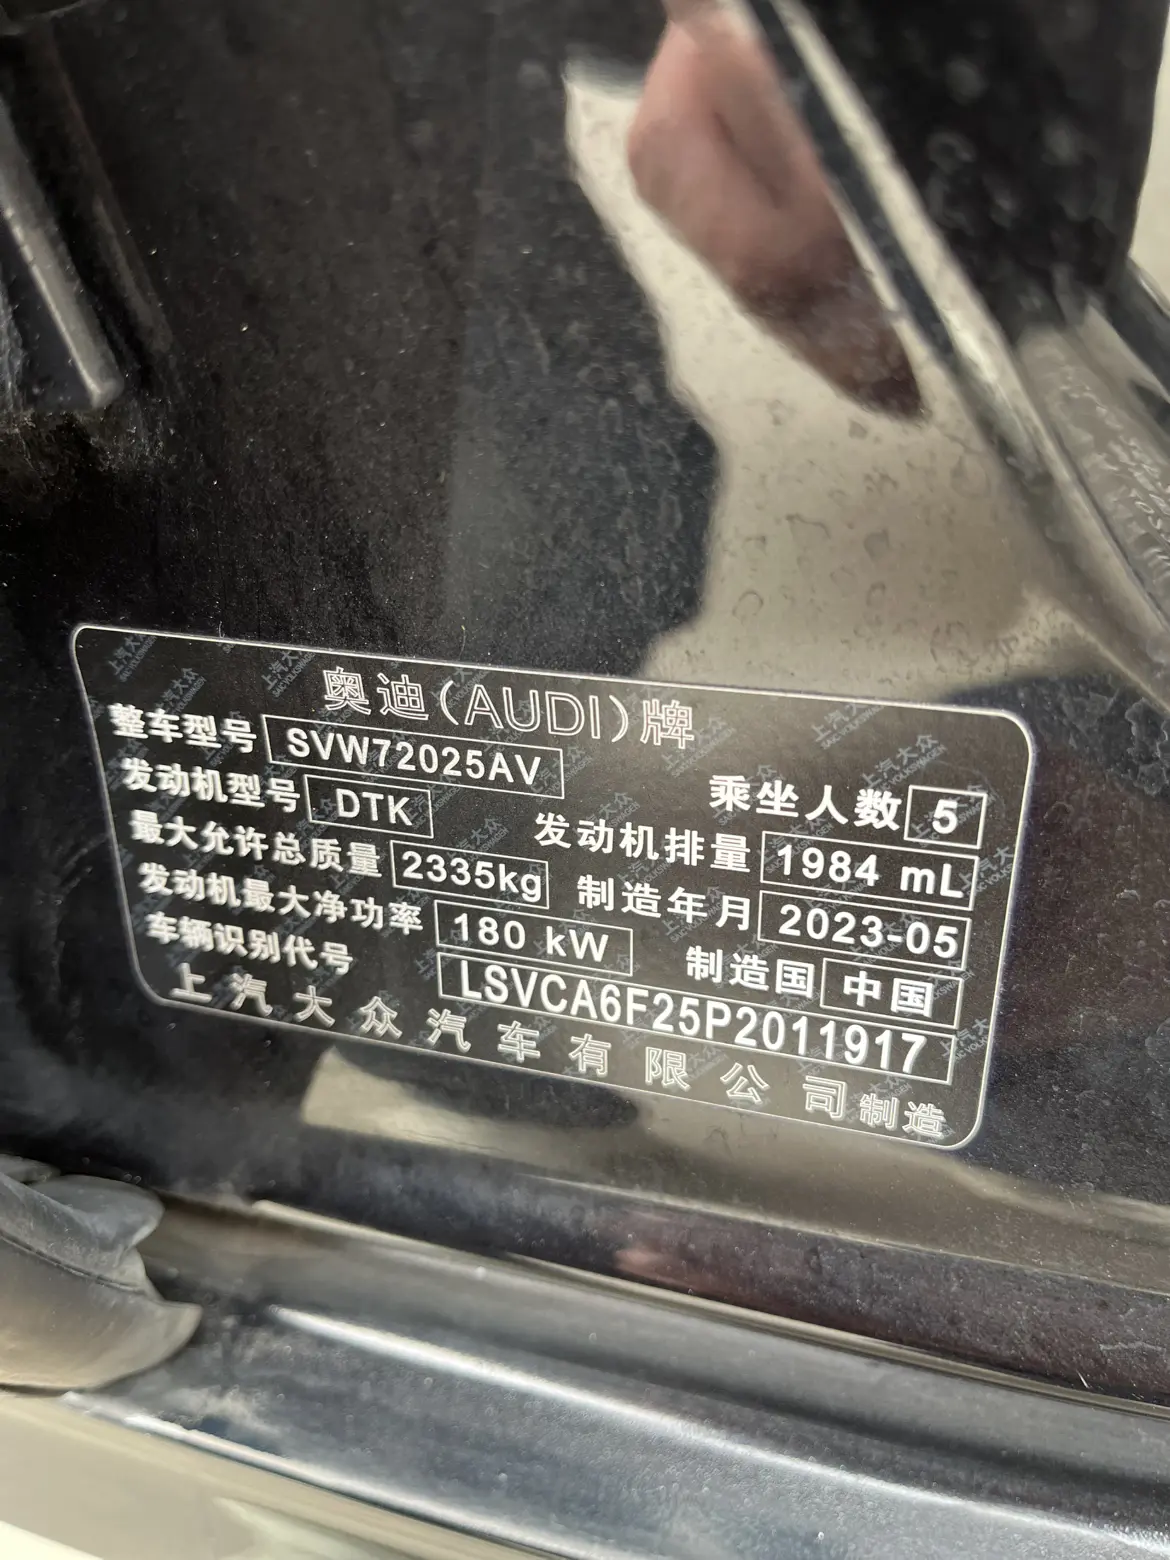 奥迪(AUDI)牌
整车型号 SVW72025AV 乘坐人数 5
发动机型号 DTK 发动机排量 1984 mL
最大允许总质量 2335kg 制造年月 2023-05
发动机最大净功率 180 kW 制造国 中国
车辆识别代号 LSVCA6F25P2011917
上汽大众汽车有限公司制造